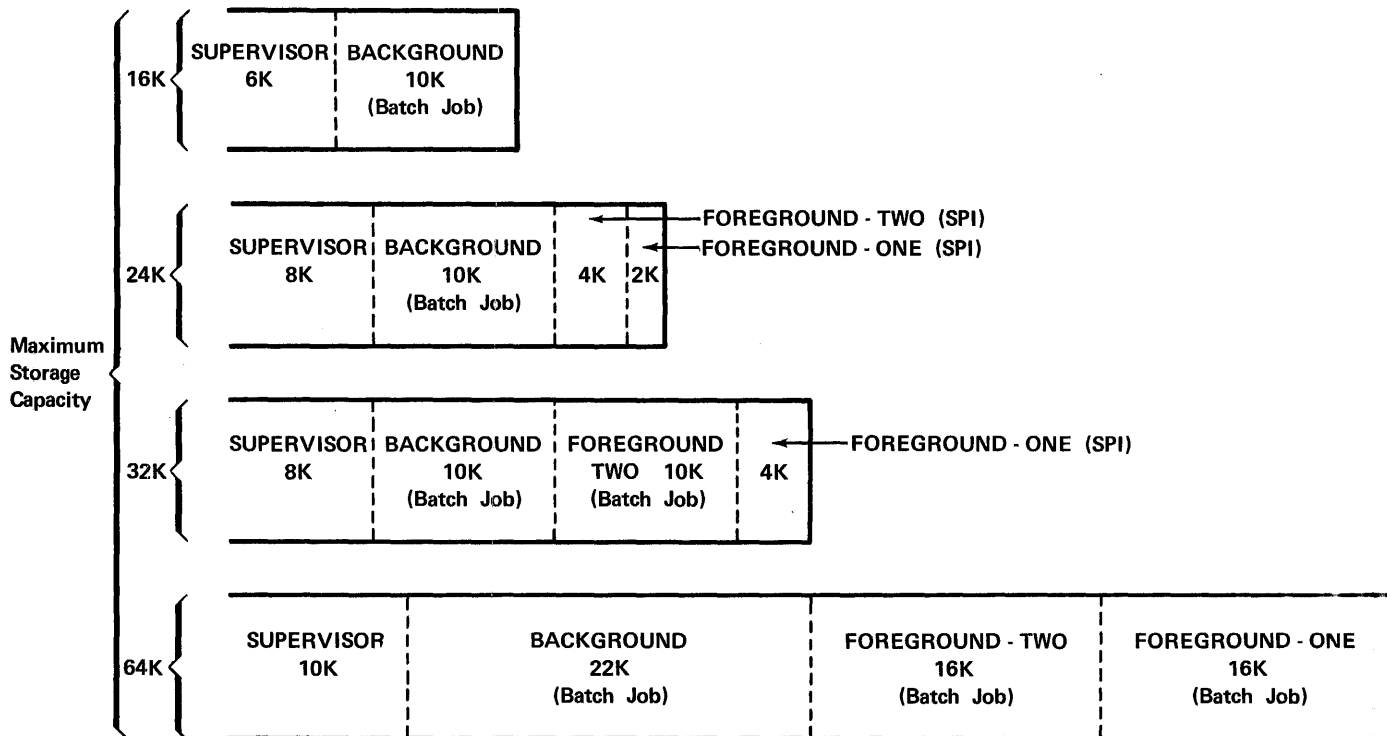 Maximum
Storage
Capacity
16K
SUPERVISOR
6K
BACKGROUND
10K
(Batch Job)
24K
SUPERVISOR
8K
BACKGROUND
10K
(Batch Job)
4K
2K
FOREGROUND - TWO (SPI)
FOREGROUND - ONE (SPI)
32K
SUPERVISOR
8K
BACKGROUND
10K
(Batch Job)
FOREGROUND
TWO 10K
(Batch Job)
4K
FOREGROUND - ONE (SPI)
64K
SUPERVISOR
10K
BACKGROUND
22K
(Batch Job)
FOREGROUND - TWO
16K
(Batch Job)
FOREGROUND - ONE
16K
(Batch Job)